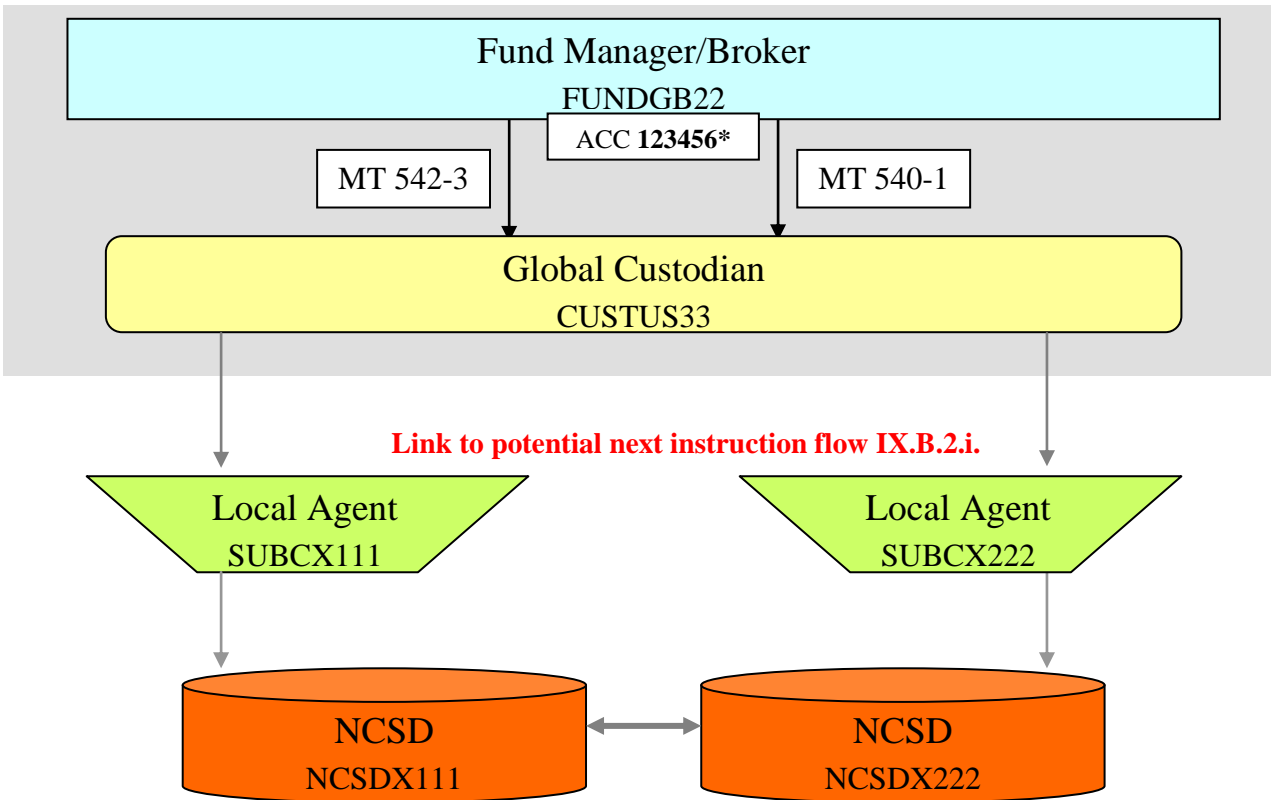 Fund Manager/Broker
FUNDGB22
ACC 123456*
MT 542-3
MT 540-1
Global Custodian
CUSTUS33
Link to potential next instruction flow IX.B.2.i.
Local Agent
SUBCX111
Local Agent
SUBCX222
NCSD
NCSDX111
NCSD
NCSDX222